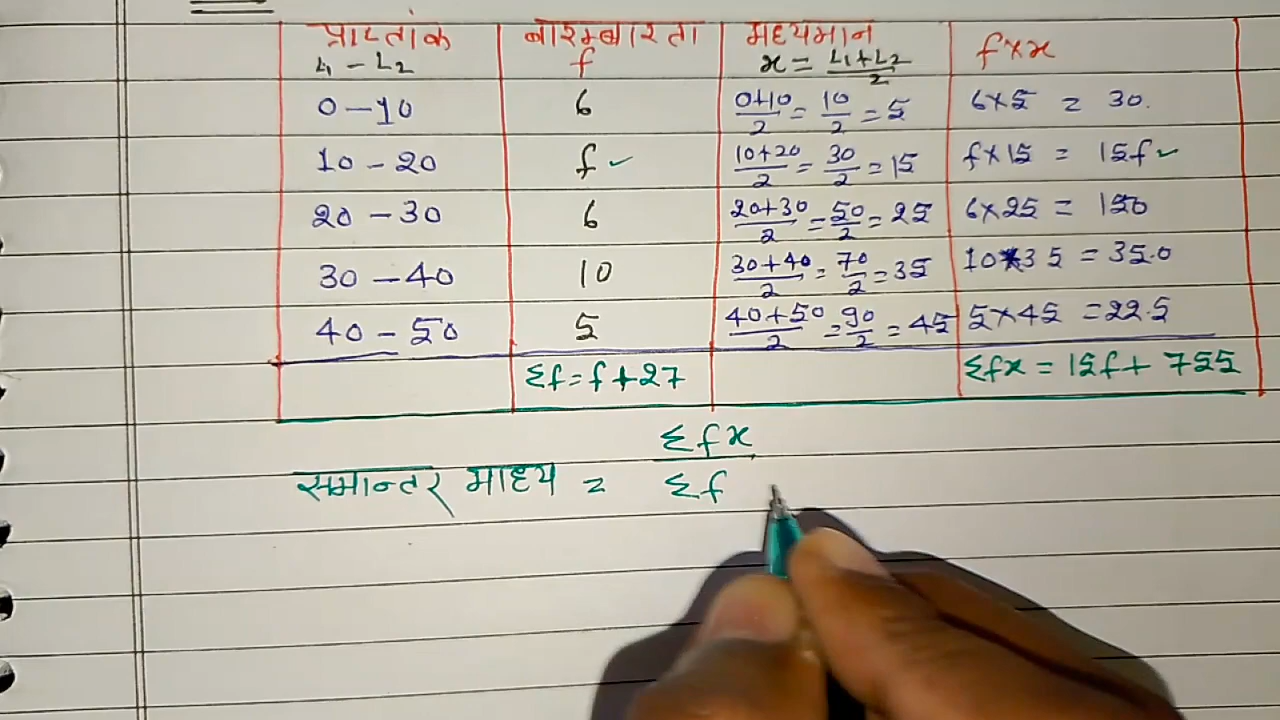 प्राप्तांक बारम्बारता मध्यमान f×x
L₁ – L₂ f x = L₁+L₂/2
0 – 10 6 0+10/2 = 10/2 = 5 6×5 = 30.
10 – 20 f ✓ 10+20/2 = 30/2 = 15 f×15 = 15f ✓
20 – 30 6 20+30/2 = 50/2 = 25 6×25 = 150
30 – 40 10 30+40/2 = 70/2 = 35 10×35 = 350
40 – 50 5 40+50/2 = 90/2 = 45 5×45 = 225
Σf = f+27 Σfx = 15f + 755
समान्तर माध्य = Σfx/Σf